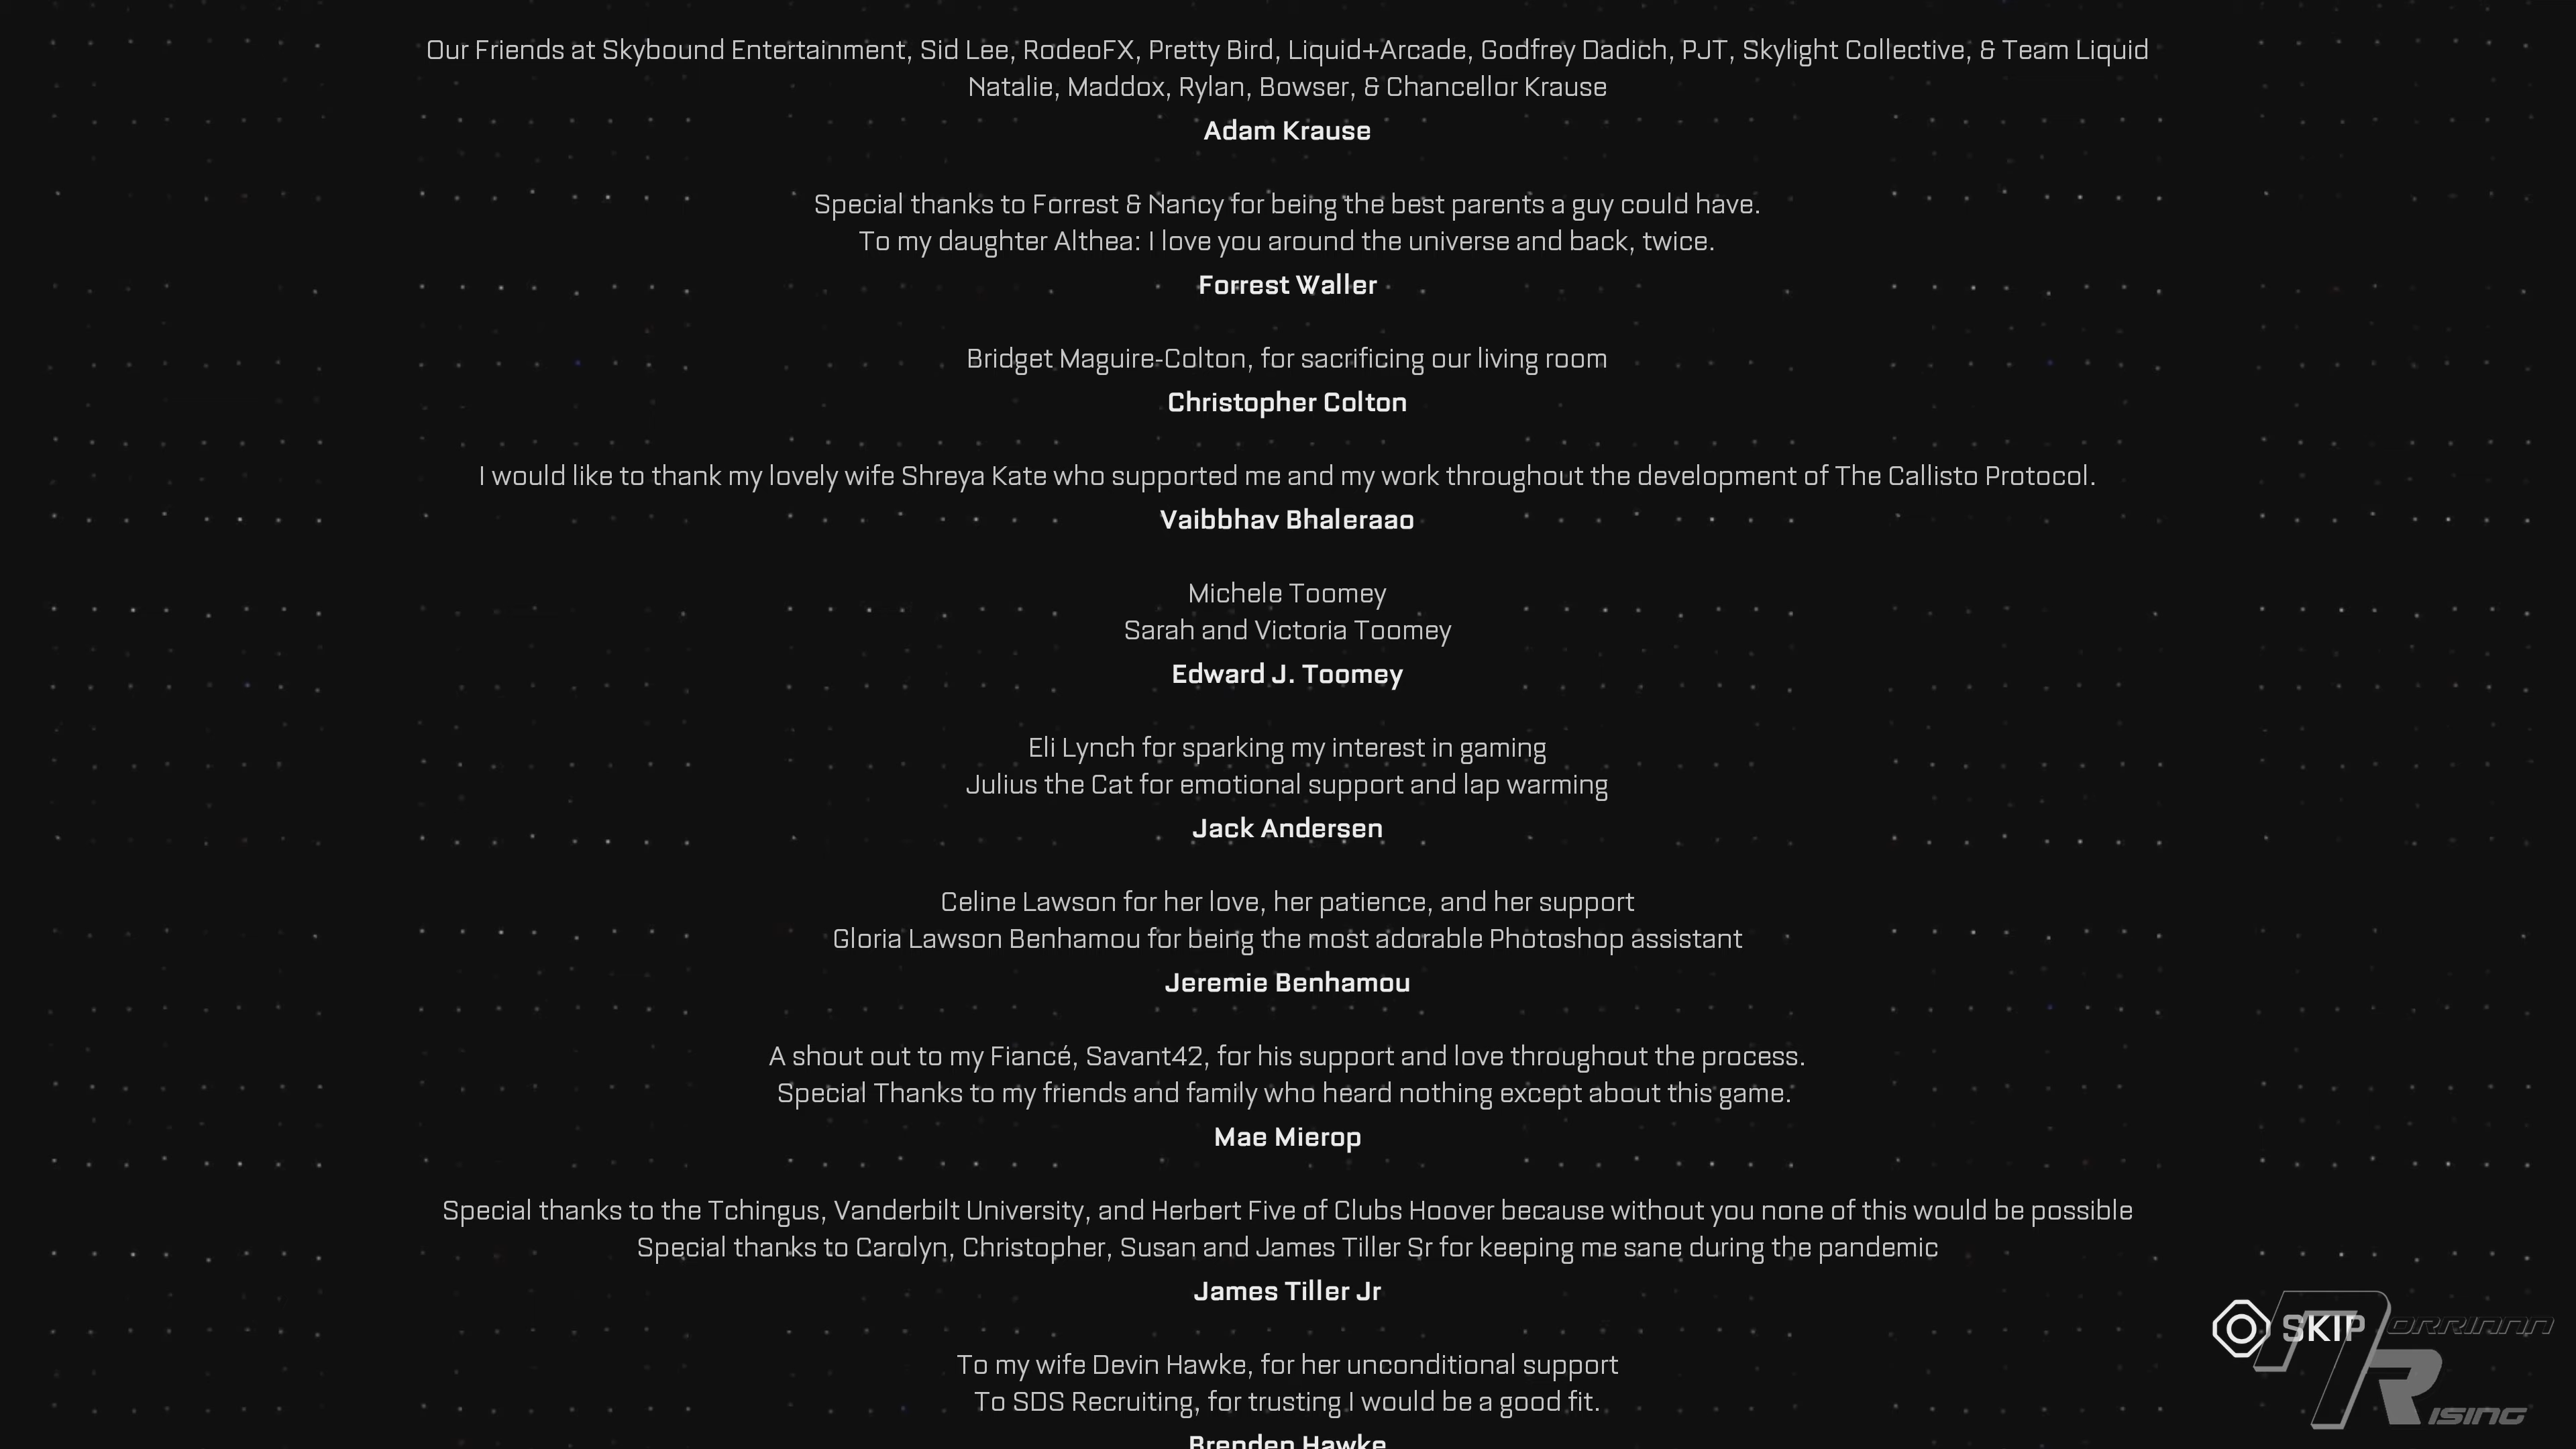 Our Friends at Skybound Entertainment, Sid Lee, RodeoFX, Pretty Bird, Liquid+Arcade, Godfrey Dadich, PJT, Skylight Collective, & Team Liquid
Natalie, Maddox, Rylan, Bowser, & Chancellor Krause
Adam Krause
Special thanks to Forrest & Nancy for being the best parents a guy could have.
To my daughter Althea: I love you around the universe and back, twice.
Forrest Waller
Bridget Maguire-Colton, for sacrificing our living room
Christopher Colton
I would like to thank my lovely wife Shreya Kate who supported me and my work throughout the development of The Callisto Protocol.
Vaibbhav Bhaleraao
Michele Toomey
Sarah and Victoria Toomey
Edward J. Toomey
Eli Lynch for sparking my interest in gaming
Julius the Cat for emotional support and lap warming
Jack Andersen
Celine Lawson for her love, her patience, and her support
Gloria Lawson Benhamou for being the most adorable Photoshop assistant
Jeremie Benhamou
A shout out to my Fiancé, Savant42, for his support and love throughout the process.
Special Thanks to my friends and family who heard nothing except about this game.
Mae Mierop
Special thanks to the Tchingus, Vanderbilt University, and Herbert Five of Clubs Hoover because without you none of this would be possible
Special thanks to Carolyn, Christopher, Susan and James Tiller Sr for keeping me sane during the pandemic
James Tiller Jr
To my wife Devin Hawke, for her unconditional support
To SDS Recruiting, for trusting I would be a good fit.
Brenden Hawke
SKIP
Rising